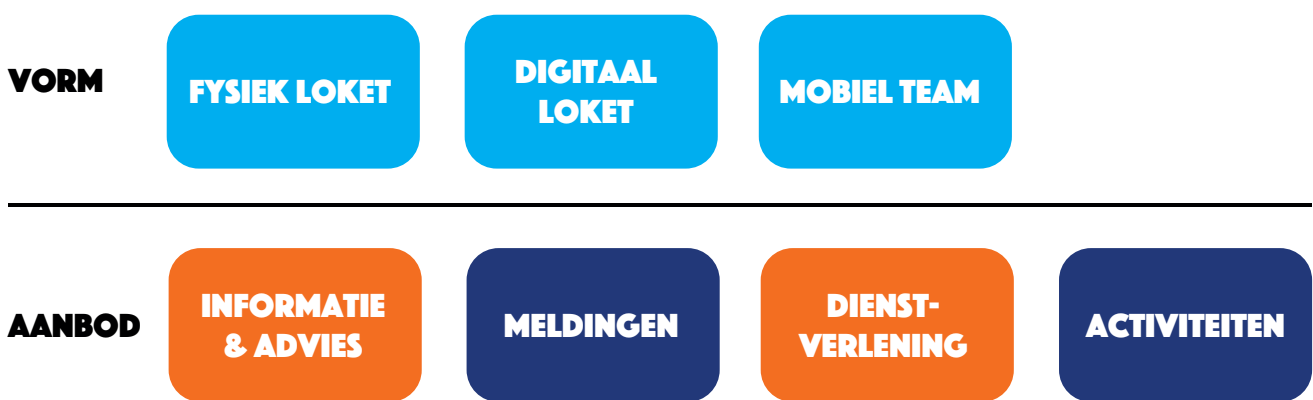 VORM
FYSIEK LOKET
DIGITAAL
LOKET
MOBIEL TEAM
AANBOD
INFORMATIE
& ADVIES
MELDINGEN
DIENST-
VERLENING
ACTIVITEITEN